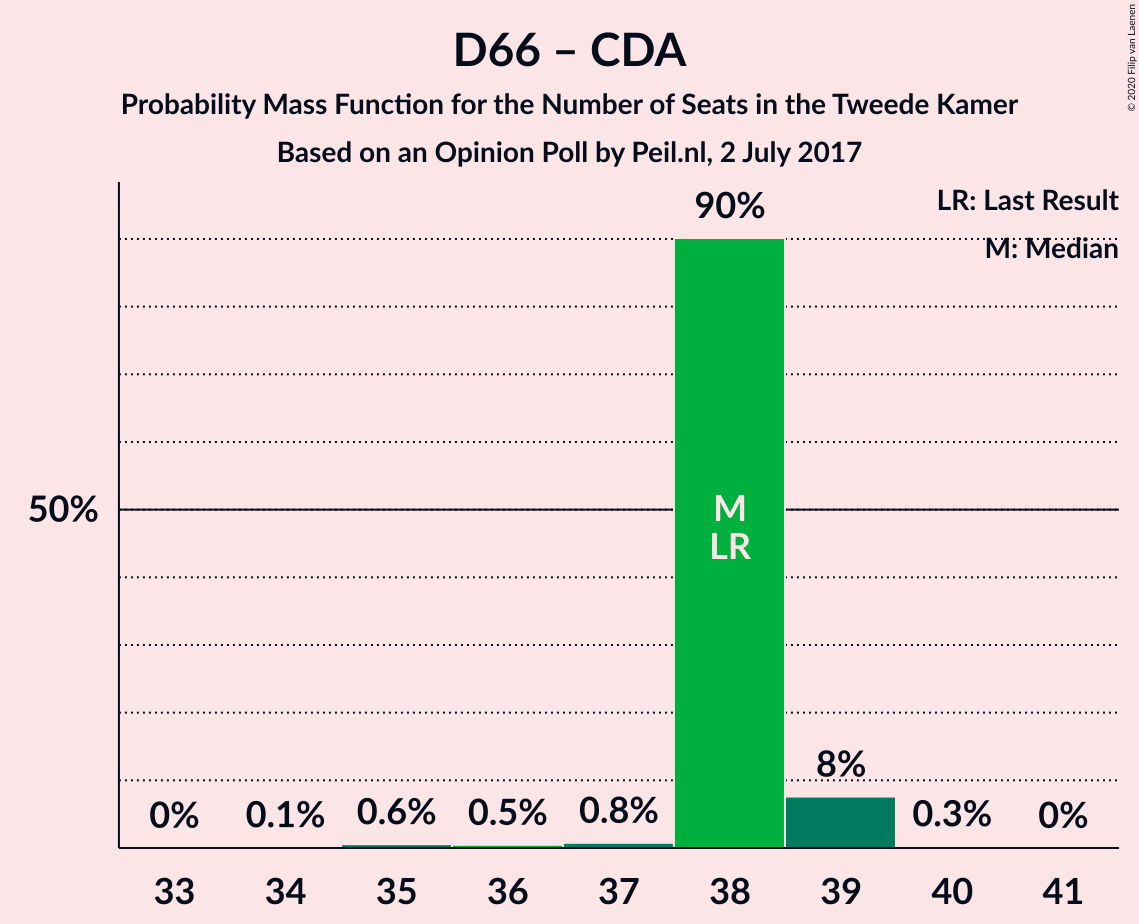 D66 – CDA
Probability Mass Function for the Number of Seats in the Tweede Kamer
Based on an Opinion Poll by Peil.nl, 2 July 2017
© 2020 Filip van Laenen
LR: Last Result
M: Median
90%
50%
M
LR
8%
0% 0.1% 0.6% 0.5% 0.8% 0.3% 0%
33 34 35 36 37 38 39 40 41